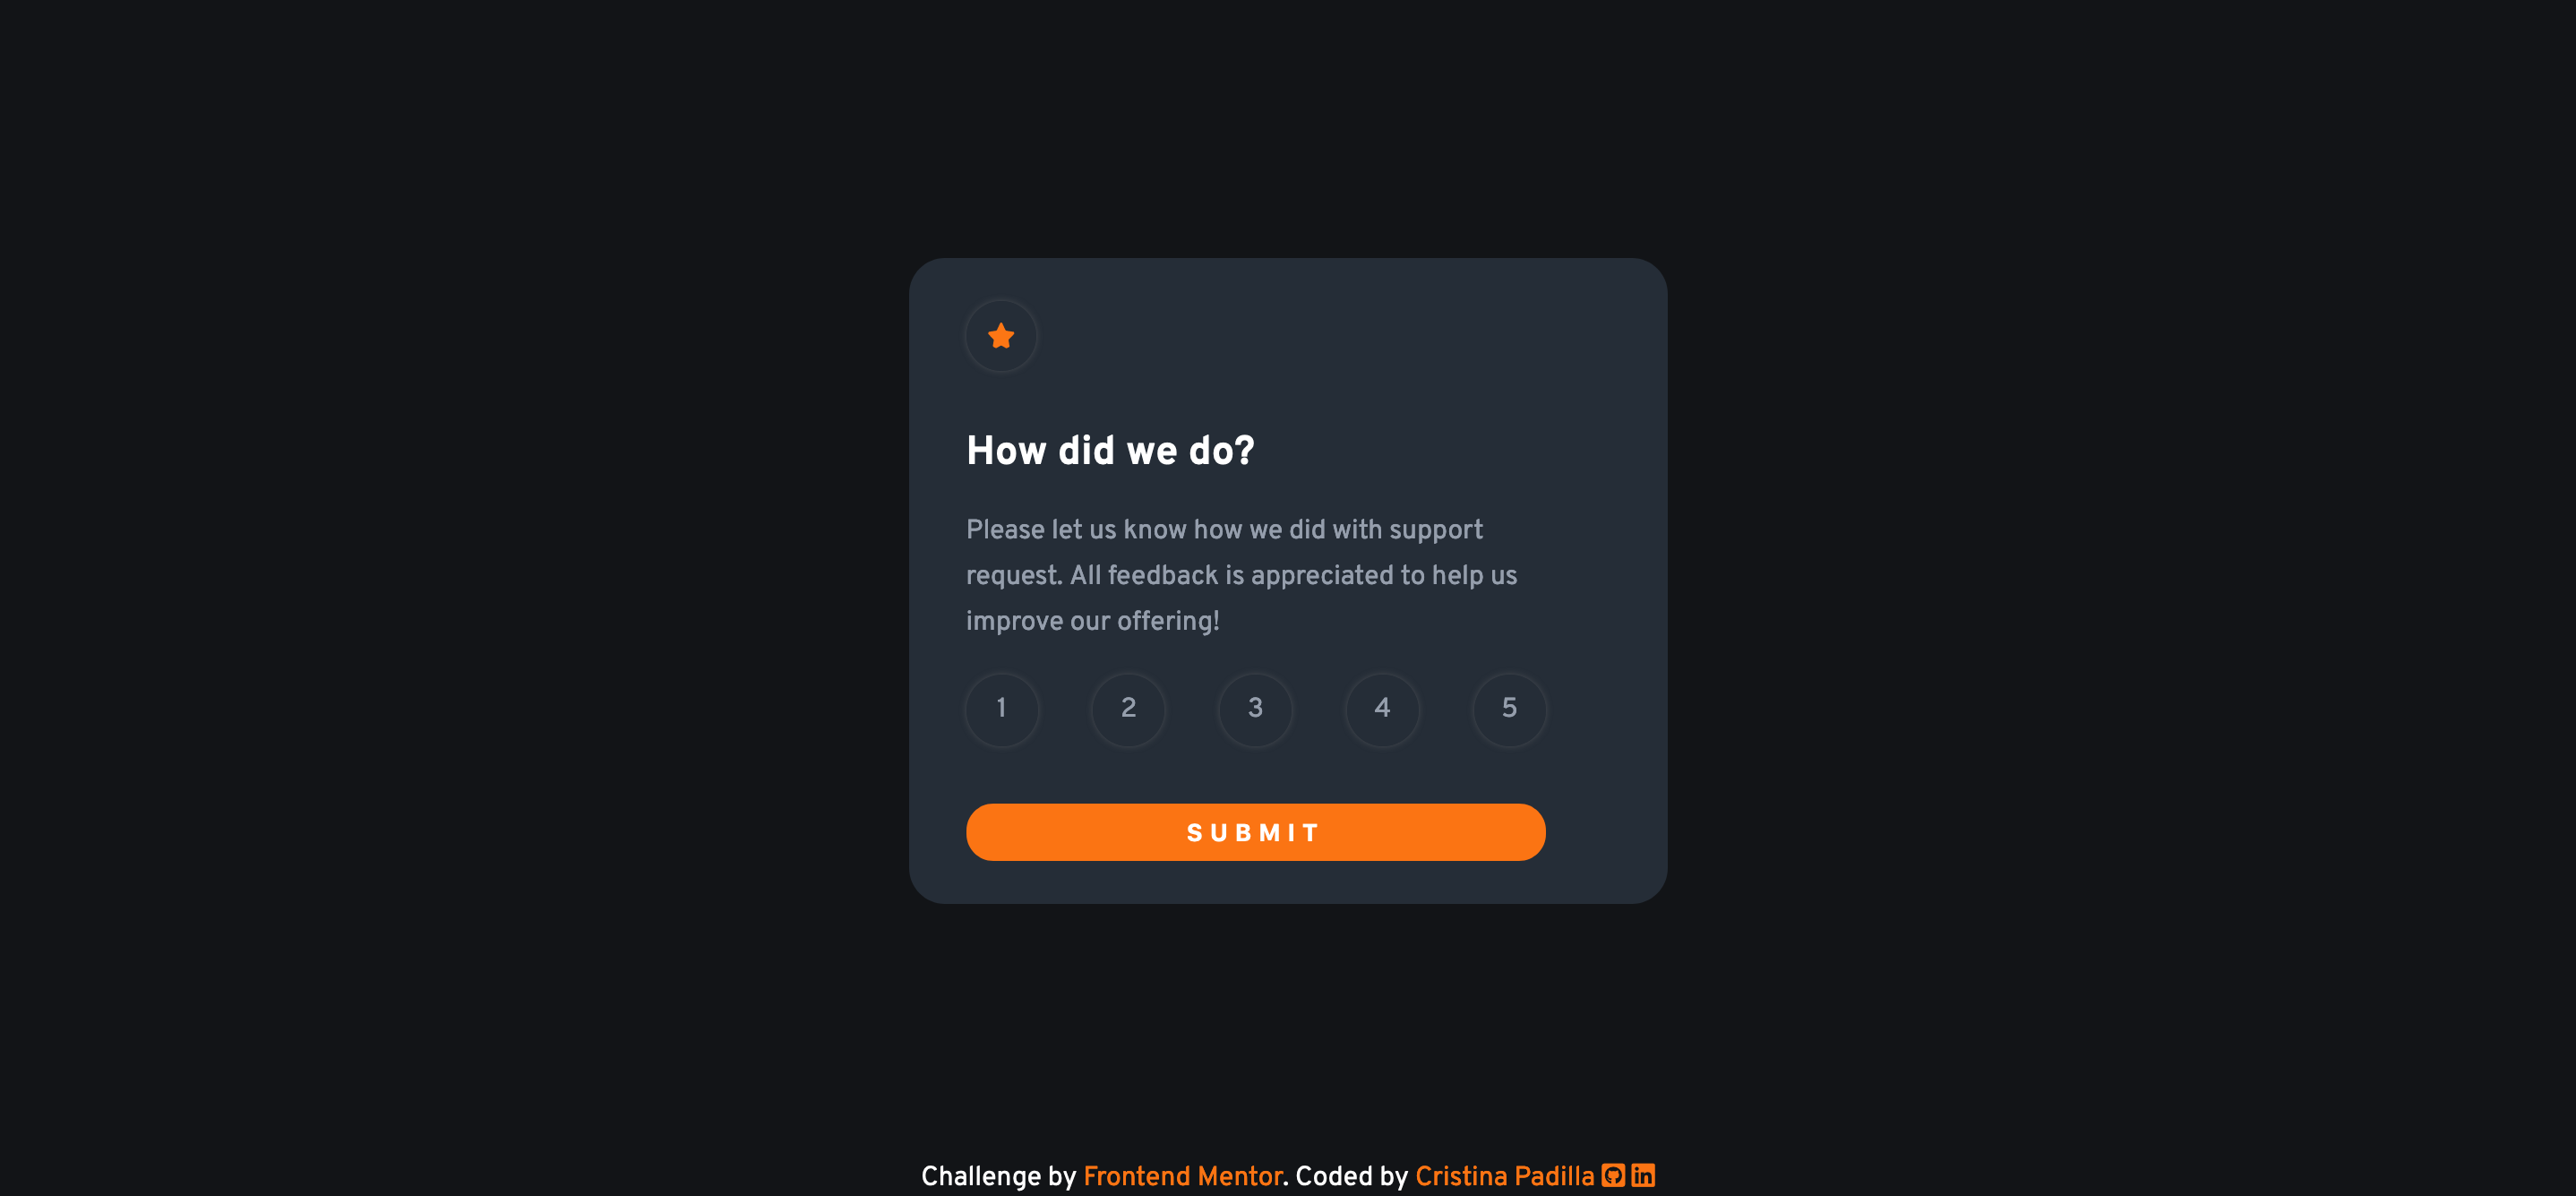 How did we do?
Please let us know how we did with support
request. All feedback is appreciated to help us
improve our offering!
1 2 3 4 5
SUBMIT
Challenge by Frontend Mentor. Coded by Cristina Padilla